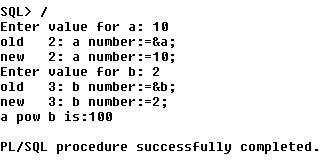 SQL> /
Enter value for a: 10
old   2: a number:=&a;
new   2: a number:=10;
Enter value for b: 2
old   3: b number:=&b;
new   3: b number:=2;
a pow b is:100
PL/SQL procedure successfully completed.